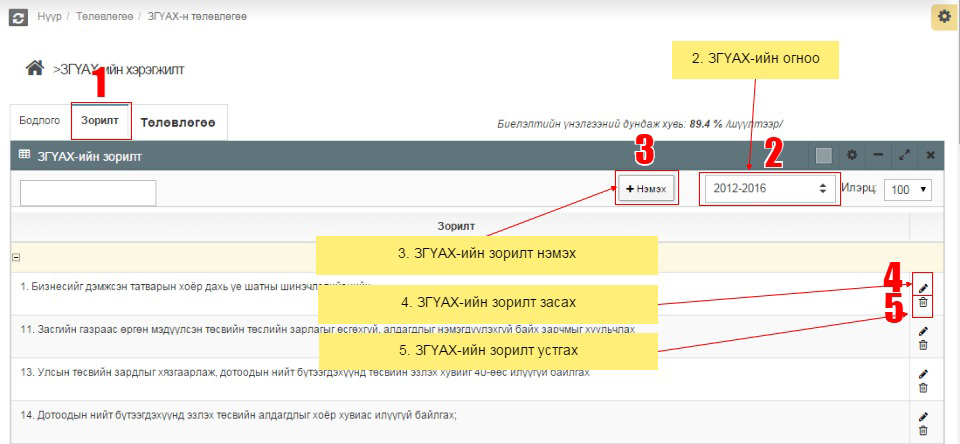 Нүүр / Төлөвлөгөө / ЗГҮАХ-н төлөвлөгөө
2. ЗГҮАХ-ийн огноо
>ЗГҮАХ-ийн хэрэгжилт
1
Бодлого Зорилт Төлөвлөгөө
Биелэлтийн үнэлгээний дундаж хувь: 89.4 % /шүүлтээр/
ЗГҮАХ-ийн зорилт
3 2
Нэмэх 2012-2016 Илэрц: 100
Зорилт
3. ЗГҮАХ-ийн зорилт нэмэх
1. Бизнесийг дэмжсэн татварын хоёр дахь үе шатны
4
4. ЗГҮАХ-ийн зорилт засах
5
11. Засгийн газраас өргөн мэдүүлсэн төсвийн төслийн зарлагыг өсгөхгүй, алдагдлыг нэмэгдүүлэхгүй байх зарчмыг хуульчлах
5. ЗГҮАХ-ийн зорилт устгах
13. Улсын төсвийн зардлыг хязгаарлаж, дотоодын нийт бүтээгдэхүүнд төсвийн эзлэх хувийг 40-өөс илүүгүй байлгах
14. Дотоодын нийт бүтээгдэхүүнд эзлэх төсвийн алдагдлыг хоёр хувиас илүүгүй байлгах;